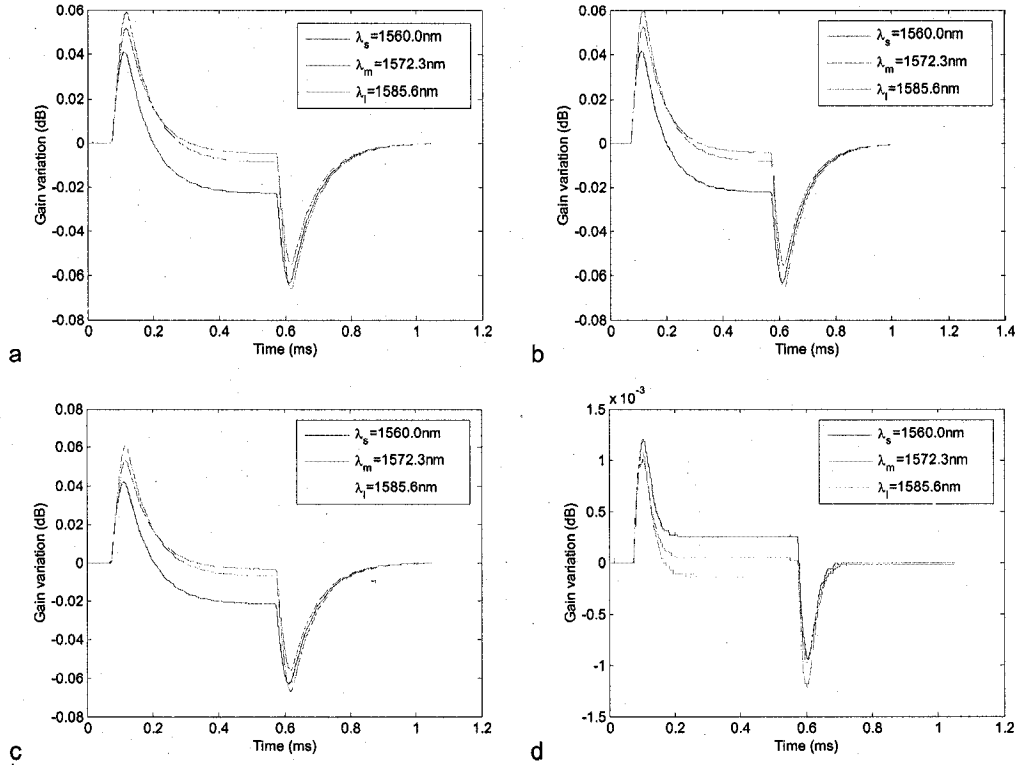 0.06
0.04
0.02
0
-0.02
-0.04
-0.06
-0.08
Gain variation (dB)
0 0.2 0.4 0.6 0.8 1 1.2
Time (ms)
λs=1560.0nm
λm=1572.3nm
λl=1585.6nm
a
0.06
0.04
0.02
0
-0.02
-0.04
-0.06
-0.08
Gain variation (dB)
0 0.2 0.4 0.6 0.8 1 1.2 1.4
Time (ms)
λs=1560.0nm
λm=1572.3nm
λl=1585.6nm
b
0.08
0.06
0.04
0.02
0
-0.02
-0.04
-0.06
-0.08
Gain variation (dB)
0 0.2 0.4 0.6 0.8 1 1.2
Time (ms)
λs=1560.0nm
λm=1572.3nm
λl=1585.6nm
c
x 10-3
1.5
1
0.5
0
-0.5
-1
-1.5
Gain variation (dB)
0 0.2 0.4 0.6 0.8 1 1.2
Time (ms)
λs=1560.0nm
λm=1572.3nm
λl=1585.6nm
d